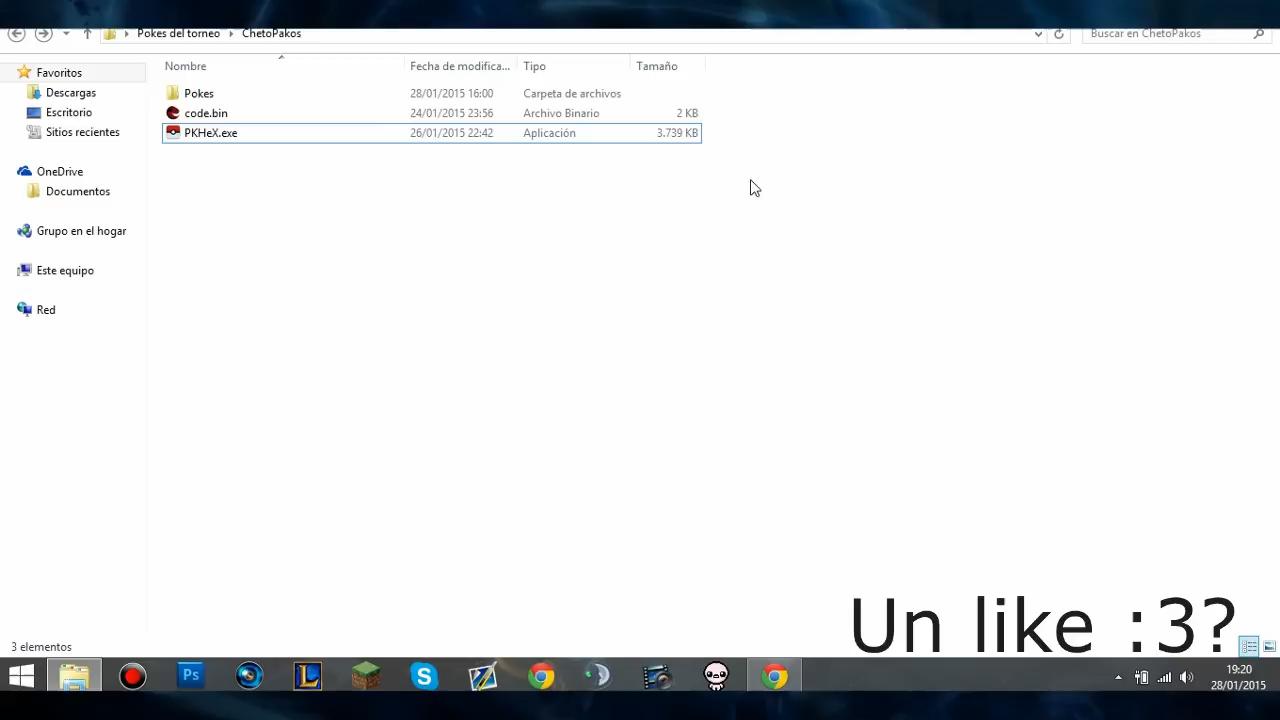 Pokes del torneo ChetoPakos Buscar en ChetoPakos
Nombre Fecha de modifica... Tipo Tamaño
Favoritos
Descargas
Escritorio
Sitios recientes
OneDrive
Documentos
Grupo en el hogar
Este equipo
Red
Pokes 28/01/2015 16:00 Carpeta de archivos
code.bin 24/01/2015 23:56 Archivo Binario 2 KB
PKHeX.exe 26/01/2015 22:42 Aplicación 3.739 KB
Un like :3?
3 elementos
Ps
19:20
28/01/2015